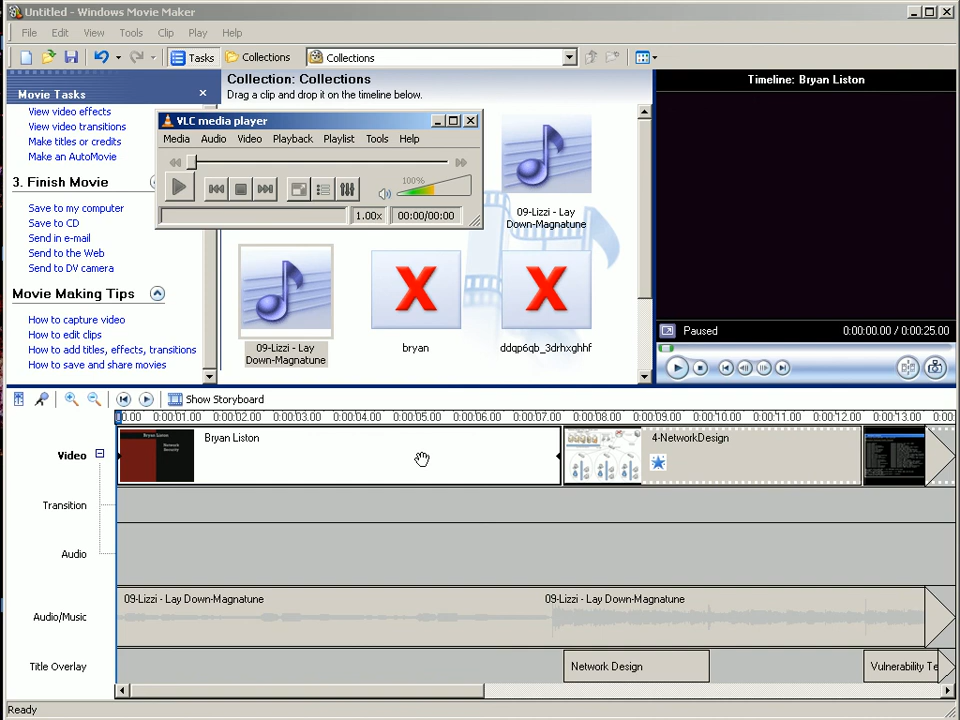 Untitled - Windows Movie Maker
File Edit View Tools Clip Play Help
Tasks Collections Collections
Movie Tasks
View video effects
View video transitions
Make titles or credits
Make an AutoMovie
3. Finish Movie
Save to my computer
Save to CD
Send in e-mail
Send to the Web
Send to DV camera
Movie Making Tips
How to capture video
How to edit clips
How to add titles, effects, transitions
How to save and share movies
Collection: Collections
Drag a clip and drop it on the timeline below.
VLC media player
Media Audio Video Playback Playlist Tools Help
100%
1.00x 00:00/00:00
09-Lizzi - Lay
Down-Magnatune
09-Lizzi - Lay
Down-Magnatune
bryan
ddqp6qb_3drhxghhf
Timeline: Bryan Liston
Paused 0:00:00.00 / 0:00:25.00
Show Storyboard
0:00:01.00 0:00:02.00 0:00:03.00 0:00:04.00 0:00:05.00 0:00:06.00 0:00:07.00 0:00:08.00 0:00:09.00 0:00:10.00 0:00:11.00 0:00:12.00 0:00:13.00
Video
Bryan Liston
Network
Security
Bryan Liston
4-NetworkDesign
Transition
Audio
Audio/Music
09-Lizzi - Lay Down-Magnatune
09-Lizzi - Lay Down-Magnatune
Title Overlay
Network Design
Vulnerability Te
Ready